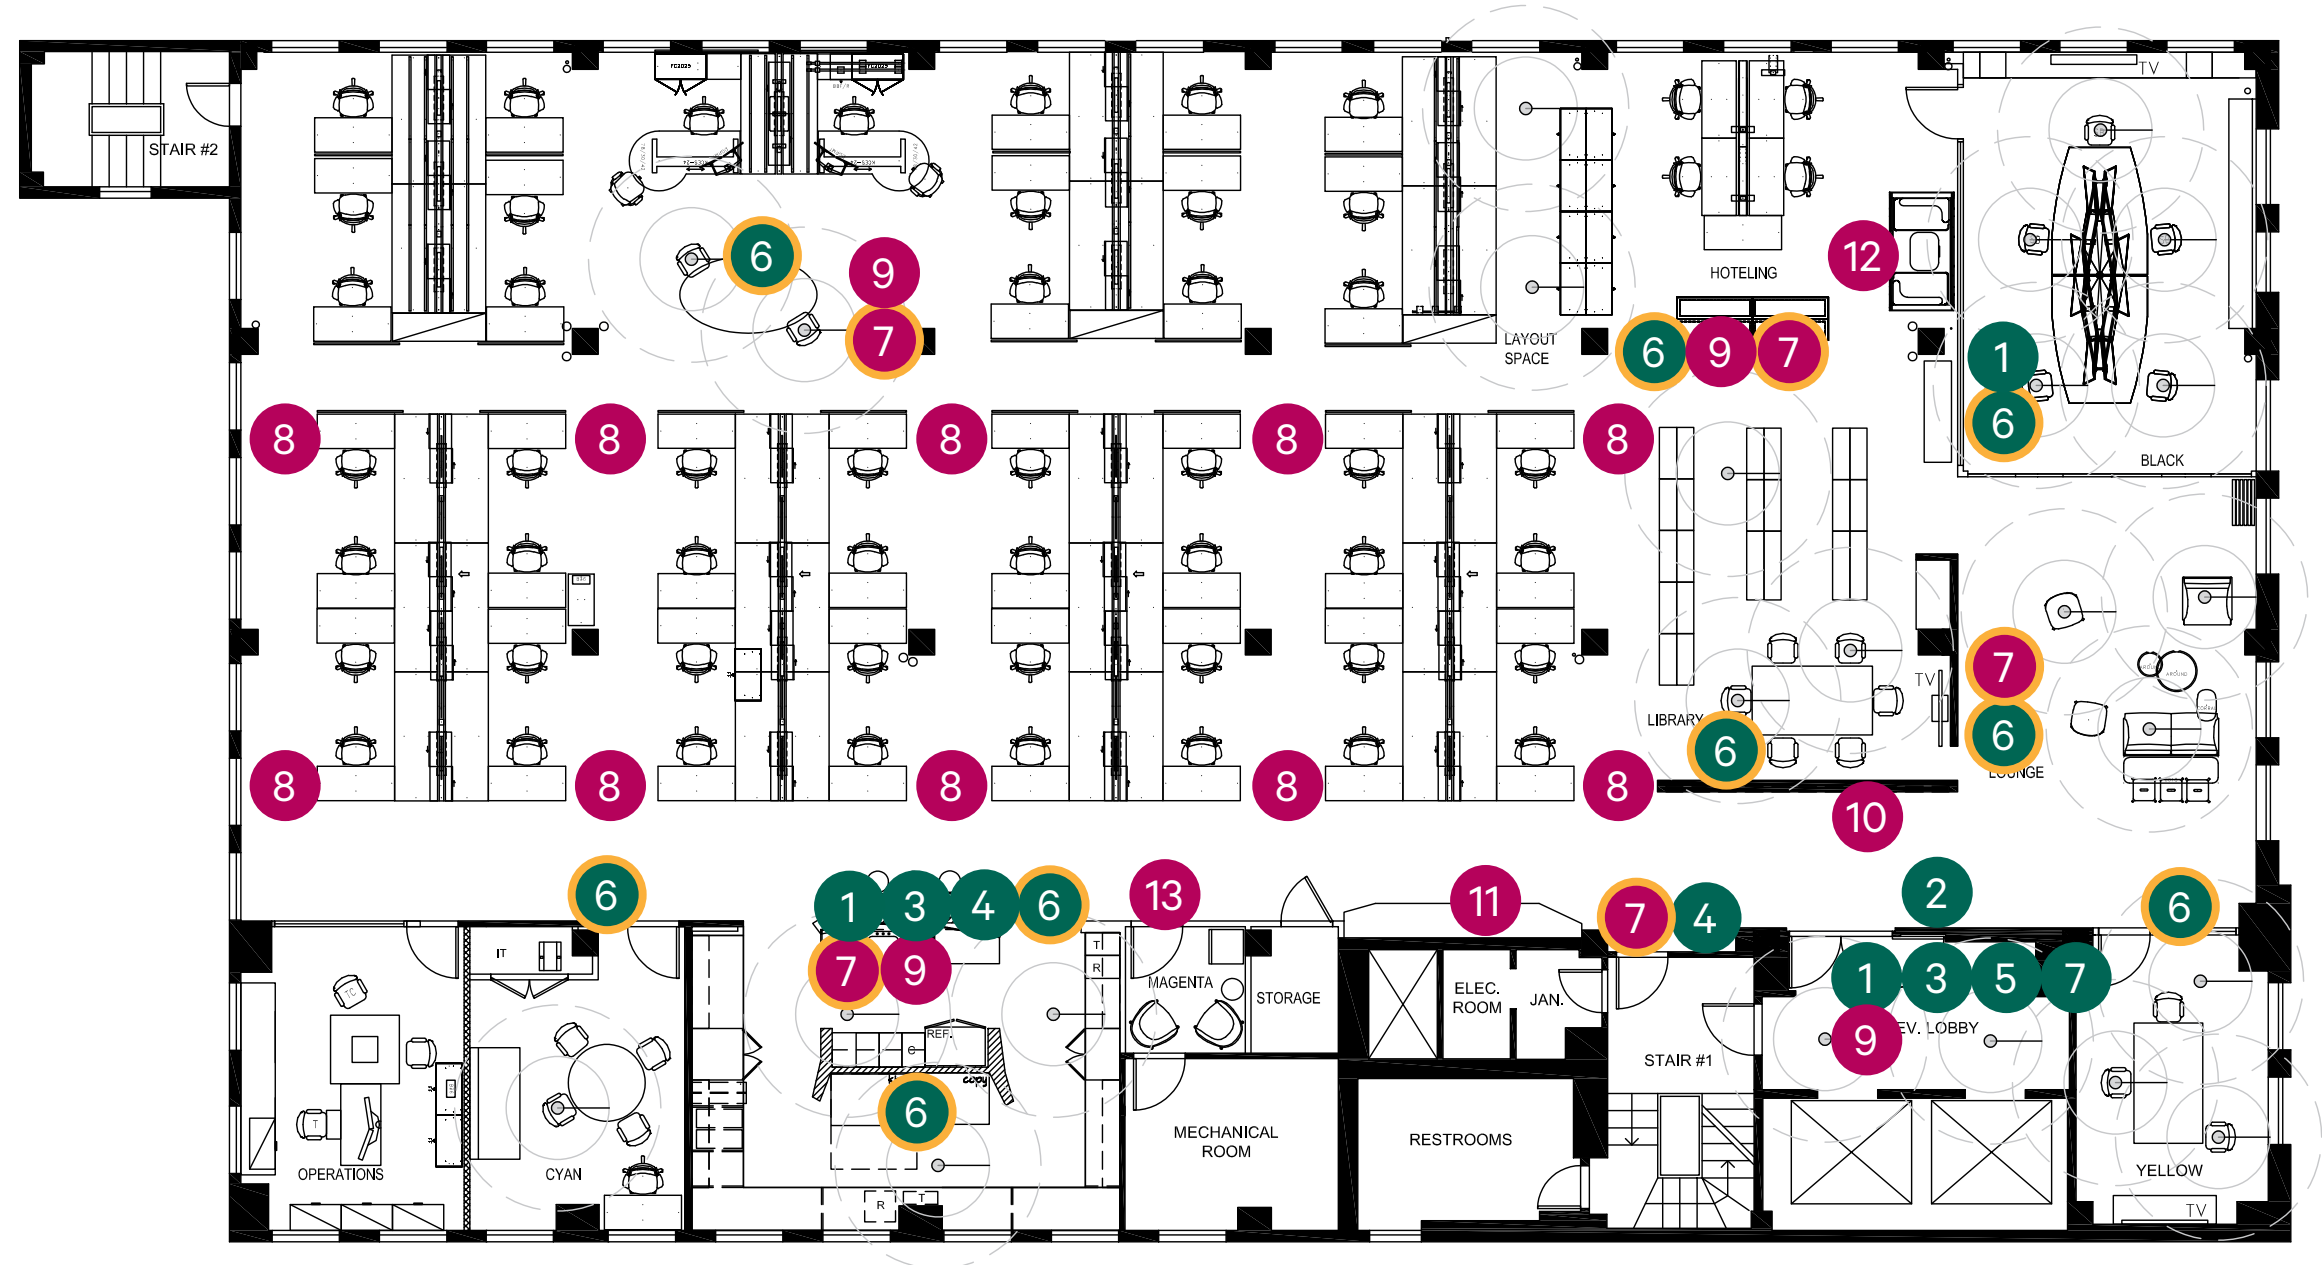 TV
STAIR #2
6
9
12
HOTELING
7
LAYOUT
SPACE
6
9
7
1
6
BLACK
8
8
8
8
8
7
TV
LIBRARY
6
6
LOUNGE
8
8
8
8
8
10
6
1
3
4
6
13
11
7
4
2
6
IT
T
R
7
9
1
3
5
7
MAGENTA
STORAGE
ELEC.
ROOM
JAN.
TC
REF.
C
EV. LOBBY
9
STAIR #1
copy
6
T
MECHANICAL
ROOM
RESTROOMS
OPERATIONS
CYAN
YELLOW
R
T
TV